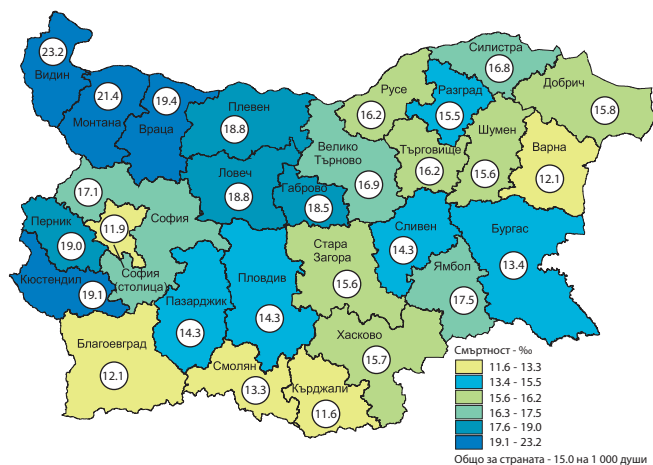 23.2
Видин
21.4
Монтана
19.4
Враца
Плевен
18.8
Ловеч
18.8
Габрово
18.5
Велико
Търново
16.9
Русе
16.2
Силистра
16.8
Разград
15.5
Добрич
15.8
Търговище
16.2
Шумен
15.6
Варна
12.1
17.1
София
11.9
София
(столица)
Перник
19.0
Кюстендил
19.1
Благоевград
12.1
Пазарджик
14.3
Пловдив
14.3
Смолян
13.3
Кърджали
11.6
Стара
Загора
15.6
Хасково
15.7
Сливен
14.3
Ямбол
17.5
Бургас
13.4
Смъртност - ‰
11.6 - 13.3
13.4 - 15.5
15.6 - 16.2
16.3 - 17.5
17.6 - 19.0
19.1 - 23.2
Общо за страната - 15.0 на 1 000 души